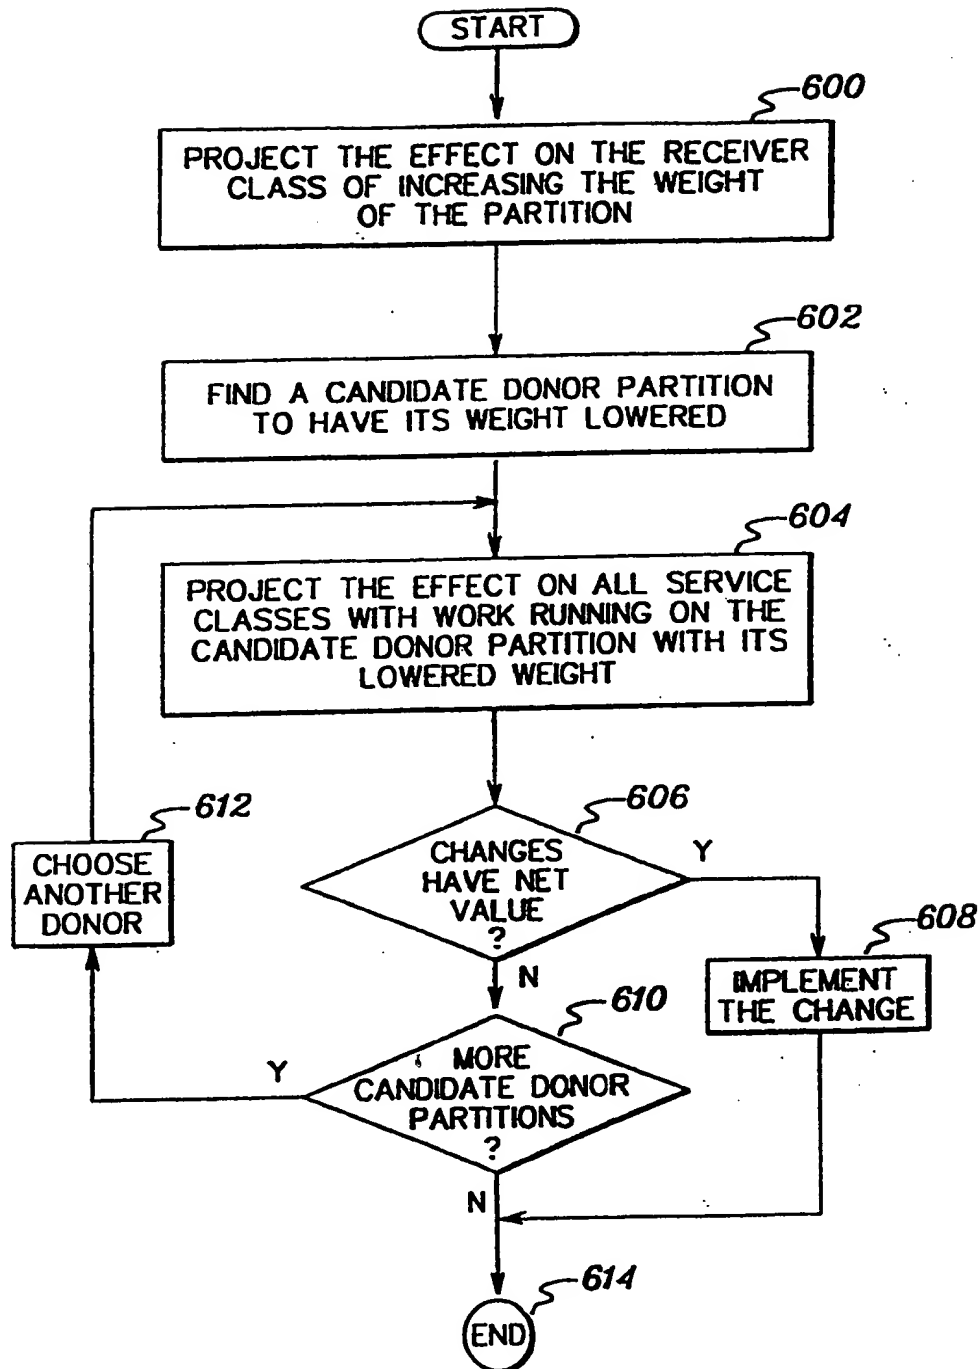 START
600
PROJECT THE EFFECT ON THE RECEIVER
CLASS OF INCREASING THE WEIGHT
OF THE PARTITION
602
FIND A CANDIDATE DONOR PARTITION
TO HAVE ITS WEIGHT LOWERED
604
PROJECT THE EFFECT ON ALL SERVICE
CLASSES WITH WORK RUNNING ON THE
CANDIDATE DONOR PARTITION WITH ITS
LOWERED WEIGHT
606
CHANGES
HAVE NET
VALUE
?
Y
N
608
IMPLEMENT
THE CHANGE
610
MORE
CANDIDATE DONOR
PARTITIONS
?
Y
N
612
CHOOSE
ANOTHER
DONOR
614
END